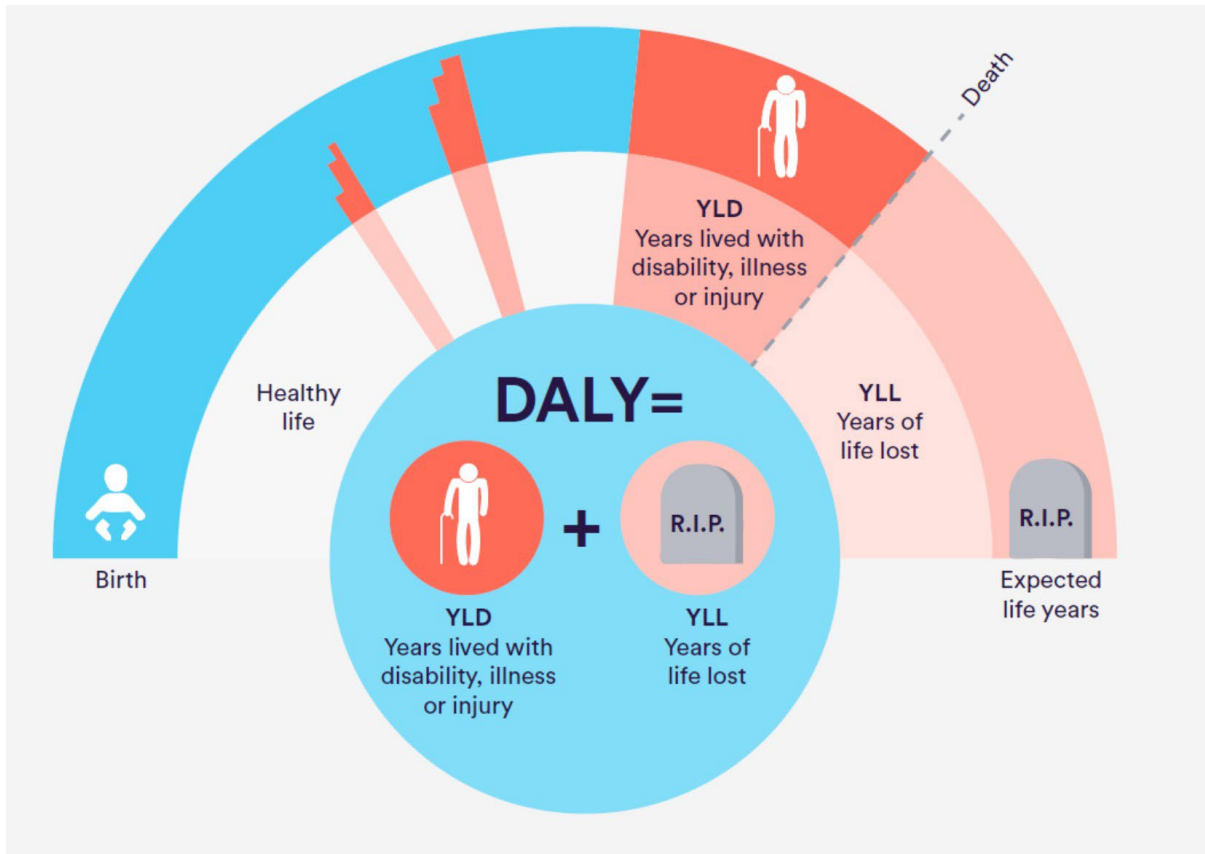 Death
YLD
Years lived with
disability, illness
or injury
Healthy
life
DALY=
YLL
Years of
life lost
R.I.P.
+
R.I.P.
Birth
Expected
life years
YLD
Years lived with
disability, illness
or injury
YLL
Years of
life lost